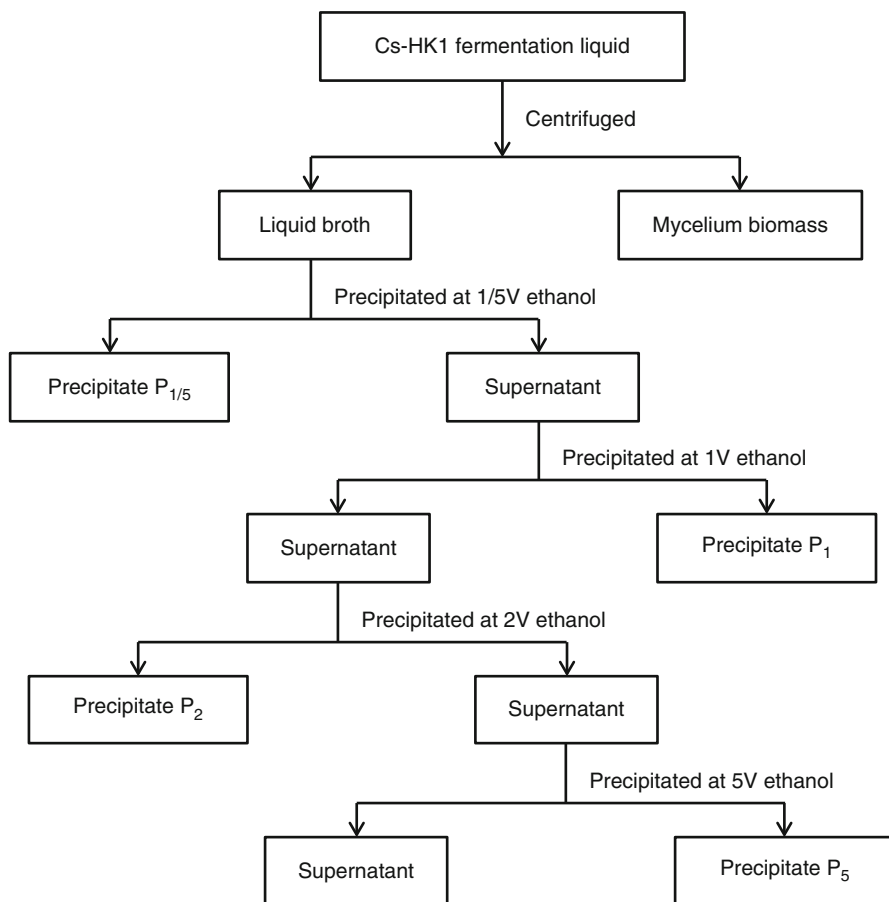 Cs-HK1 fermentation liquid
Centrifuged
Liquid broth
Mycelium biomass
Precipitated at 1/5V ethanol
Precipitate P1/5
Supernatant
Precipitated at 1V ethanol
Supernatant
Precipitate P1
Precipitated at 2V ethanol
Precipitate P2
Supernatant
Precipitated at 5V ethanol
Supernatant
Precipitate P5